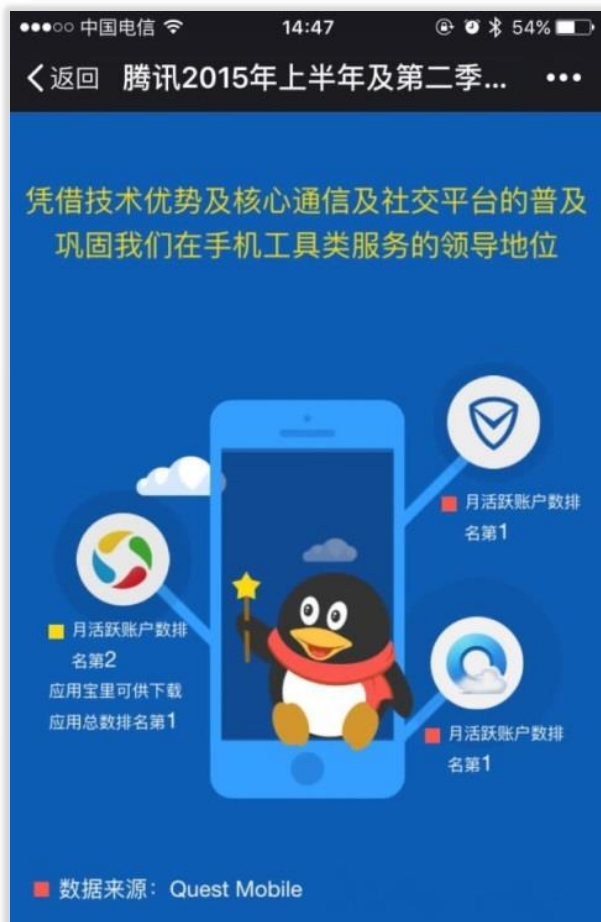 中国电信 14:47 54%
返回 腾讯2015年上半年及第二季...
凭借技术优势及核心通信及社交平台的普及
巩固我们在手机工具类服务的领导地位
月活跃账户数排
名第1
月活跃账户数排
名第2
应用宝里可供下载
应用总数排名第1
月活跃账户数排
名第1
数据来源：Quest Mobile